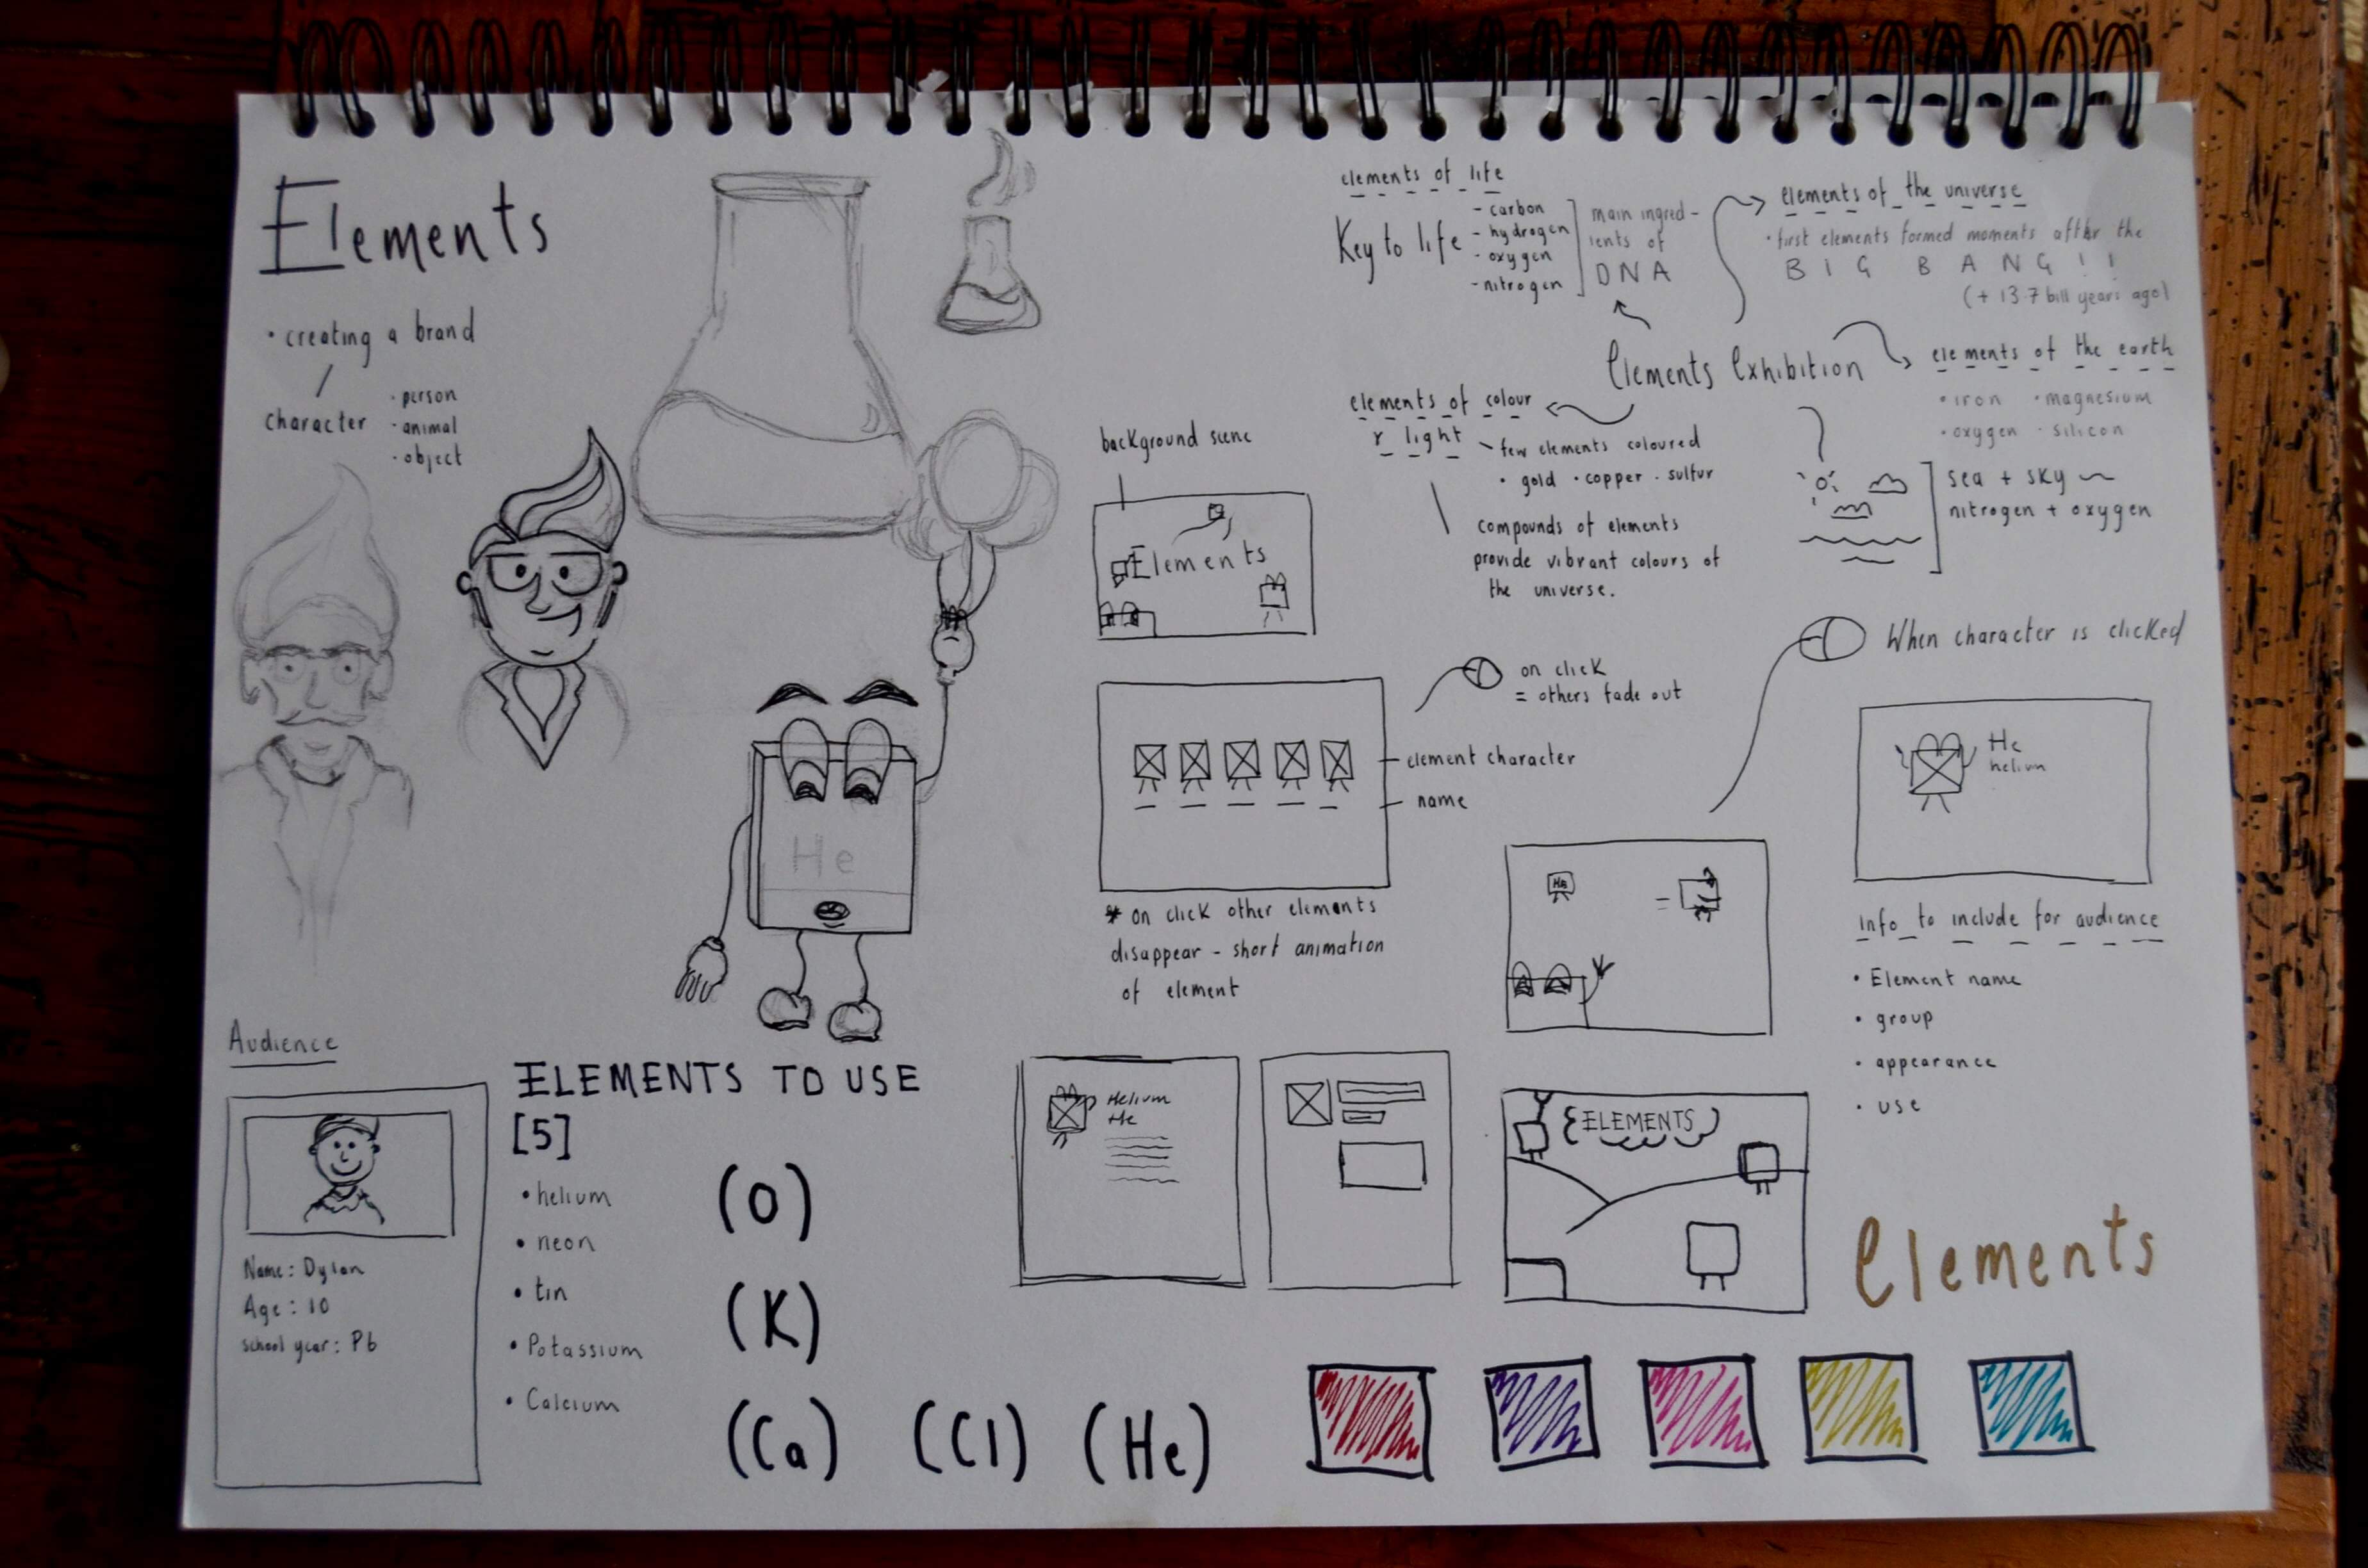 Elements
· creating a brand
/
character
· person
· animal
· object
He
Audience
Name: Dylan
Age: 10
School year: P6
ELEMENTS TO USE
[5]
• helium
• neon
• tin
• Potassium
• Calcium
(O)
(K)
(Ca) (Cl) (He)
background scene
Elements
elements of life
Key to life
- carbon
- hydrogen
- oxygen
- nitrogen
main ingred-
ients of
DNA
elements of the universe
· first elements formed moments after the
BIG BANG!!
(+ 13.7 bill years ago)
Elements Exhibition
elements of the earth
· iron · magnesium
· oxygen · silicon
sea + sky ~
nitrogen + oxygen
elements of colour
+ light
few elements coloured
· gold · copper · sulfur
compounds of elements
provide vibrant colours of
the universe.
on click
= others fade out
element character
name
* on click other elements
disappear - short animation
of element
When character is clicked
He
helium
He
Info to include for audience
· Element name
· group
· appearance
· use
Helium
He
ELEMENTS
Elements